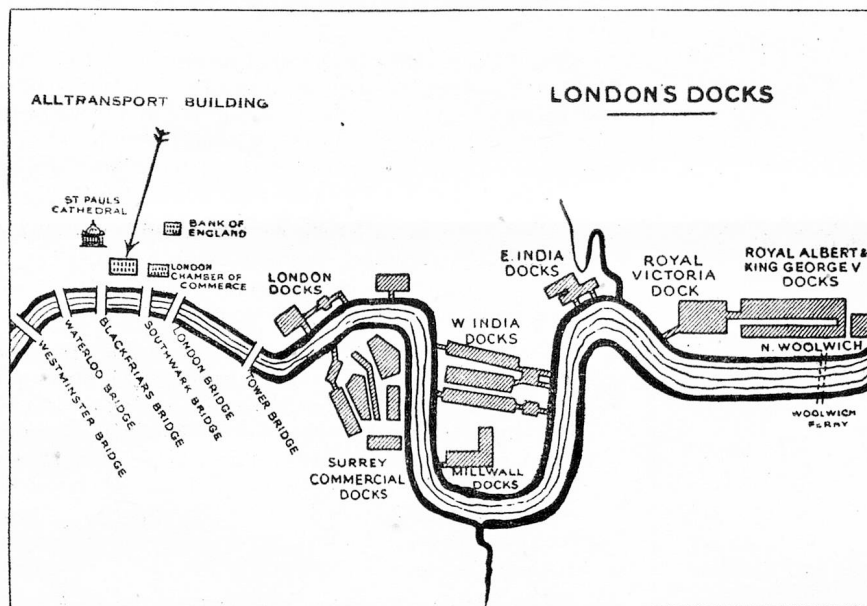 ALLTRANSPORT BUILDING
LONDON'S DOCKS
ST PAULS
CATHEDRAL
BANK OF
ENGLAND
LONDON
CHAMBER OF
COMMERCE
LONDON
DOCKS
E. INDIA
DOCKS
ROYAL
VICTORIA
DOCK
ROYAL ALBERT &
KING GEORGE V
DOCKS
W INDIA
DOCKS
N. WOOLWICH
WOOLWICH
FERRY
WESTMINSTER BRIDGE
WATERLOO BRIDGE
BLACKFRIARS BRIDGE
SOUTHWARK BRIDGE
LONDON BRIDGE
TOWER BRIDGE
SURREY
COMMERCIAL
DOCKS
MILLWALL
DOCKS